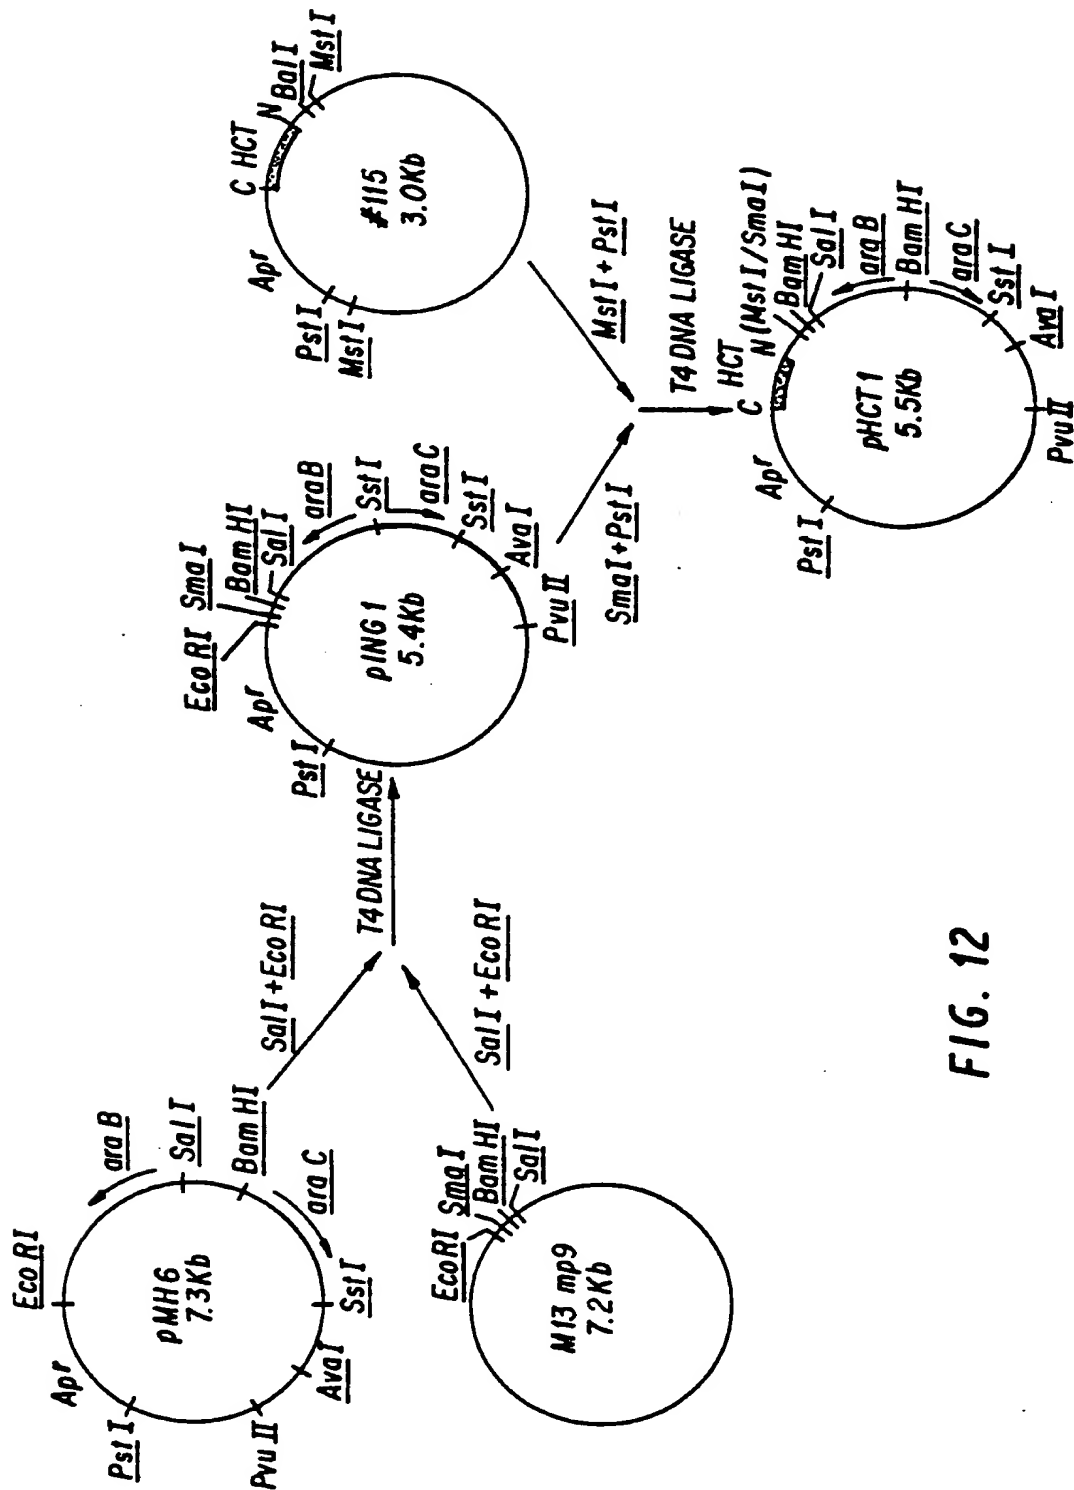 EcoRI
araB
SalI
BamHI
araC
SstI
AvaI
PvuII
PstI
Apr
pMH6
7.3Kb
SalI+EcoRI
EcoRI
SmaI
BamHI
SalI
M13 mp9
7.2Kb
SalI+EcoRI
T4 DNA LIGASE
EcoRI
SmaI
BamHI
SalI
araB
SstI
araC
SstI
AvaI
PvuII
PstI
Apr
pING1
5.4Kb
SmaI+PstI
C HCT N
BalI
MstI
Apr
PstI
MstI
#115
3.0Kb
MstI+PstI
T4 DNA LIGASE
C HCT N
(MstI/SmaI)
BamHI
SalI
araB
BamHI
araC
SstI
AvaI
PvuII
PstI
Apr
pHCT1
5.5Kb
FIG. 12